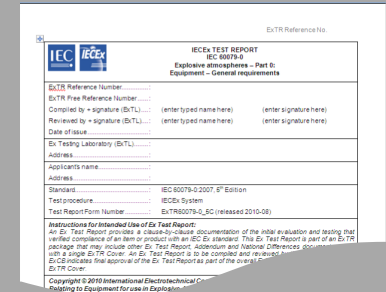 ExTR Reference No.
IEC IECEx
IECEx TEST REPORT
IEC 60079-0
Explosive atmospheres – Part 0:
Equipment – General requirements
ExTR Reference Number..............:
ExTR Free Reference Number.....:
Compiled by + signature (ExTL)....: (enter typed name here) (enter signature here)
Reviewed by + signature (ExTL)...: (enter typed name here) (enter signature here)
Date of issue..............................:
Ex Testing Laboratory (ExTL).......:
Address.......................................:
Applicant's name..........................:
Address.......................................:
Standard......................................: IEC 60079-0:2007, 5th Edition
Test procedure.............................: IECEx System
Test Report Form Number............: ExTR60079-0_5C (released 2010-08)
Instructions for Intended Use of Ex Test Report:
An Ex Test Report provides a clause-by-clause documentation of the initial evaluation and testing that
verified compliance of an item or product with an IEC Ex standard. This Ex Test Report is part of an ExTR
package that may include other Ex Test Report, Addendum and National Differences
with a single ExTR Cover. An Ex Test Report is to be compiled and reviewed
ExCB indicates final approval of the Ex Test Report as part of the overall
ExTR Cover.
Copyright © 2010 International Electrotechnical
Relating to Equipment for use in